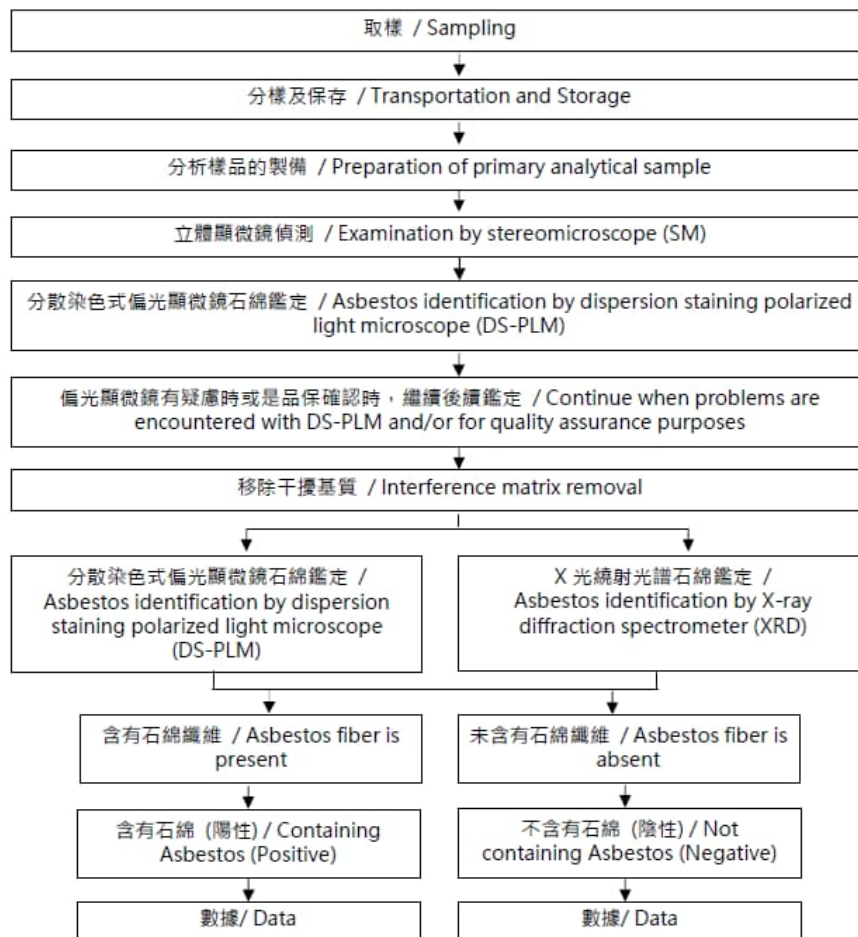 取樣 / Sampling
分樣及保存 / Transportation and Storage
分析樣品的製備 / Preparation of primary analytical sample
立體顯微鏡偵測 / Examination by stereomicroscope (SM)
分散染色式偏光顯微鏡石綿鑑定 / Asbestos identification by dispersion staining polarized
light microscope (DS-PLM)
偏光顯微鏡有疑慮時或是品保確認時，繼續後續鑑定 / Continue when problems are
encountered with DS-PLM and/or for quality assurance purposes
移除干擾基質 / Interference matrix removal
分散染色式偏光顯微鏡石綿鑑定 /
Asbestos identification by dispersion
staining polarized light microscope
(DS-PLM)
X 光繞射光譜石綿鑑定 /
Asbestos identification by X-ray
diffraction spectrometer (XRD)
含有石綿纖維 / Asbestos fiber is
present
未含有石綿纖維 / Asbestos fiber is
absent
含有石綿 (陽性) / Containing
Asbestos (Positive)
不含有石綿 (陰性) / Not
containing Asbestos (Negative)
數據/ Data
數據/ Data